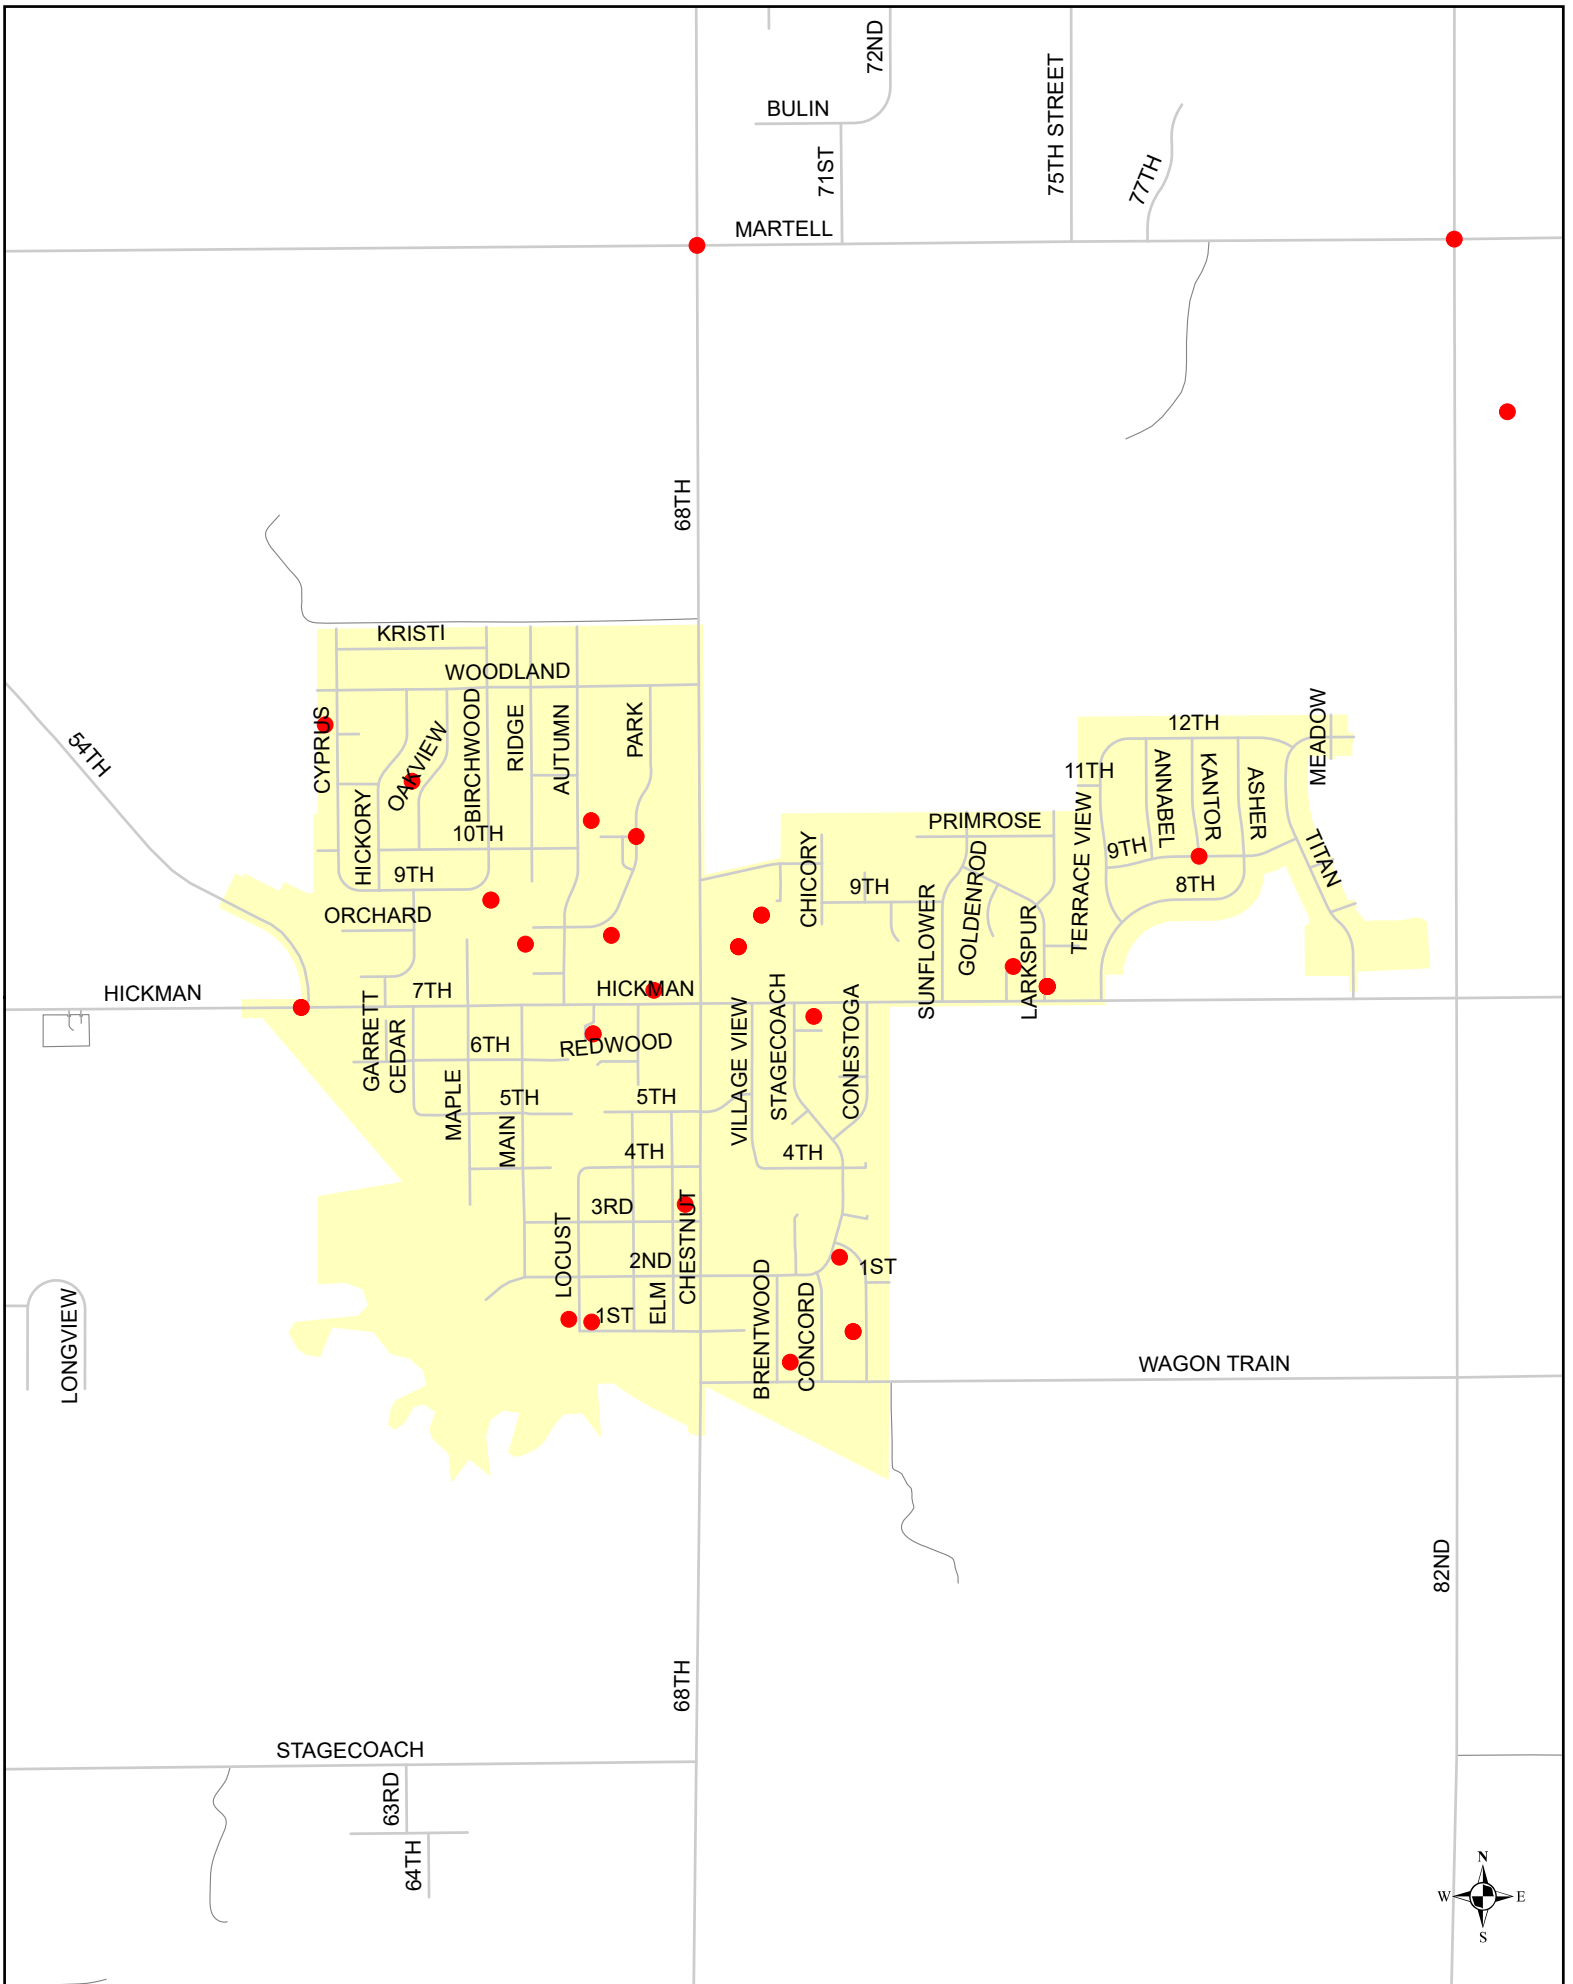 72ND
BULIN
75TH STREET
71ST
77TH
MARTELL
68TH
KRISTI
WOODLAND
54TH
CYPRUS
OAKVIEW
BIRCHWOOD
RIDGE
AUTUMN
PARK
12TH
MEADOW
11TH
ANNABEL
KANTOR
ASHER
HICKORY
10TH
PRIMROSE
TERRACE VIEW
9TH
TITAN
9TH
CHICORY
9TH
GOLDENROD
8TH
ORCHARD
SUNFLOWER
LARKSPUR
HICKMAN
7TH
HICKMAN
GARRETT
CEDAR
6TH
REDWOOD
VILLAGE VIEW
STAGECOACH
CONESTOGA
MAPLE
5TH
5TH
MAIN
4TH
4TH
3RD
LOCUST
CHESTNUT
2ND
1ST
ELM
1ST
BRENTWOOD
CONCORD
LONGVIEW
WAGON TRAIN
82ND
68TH
STAGECOACH
63RD
64TH
N
W E
S